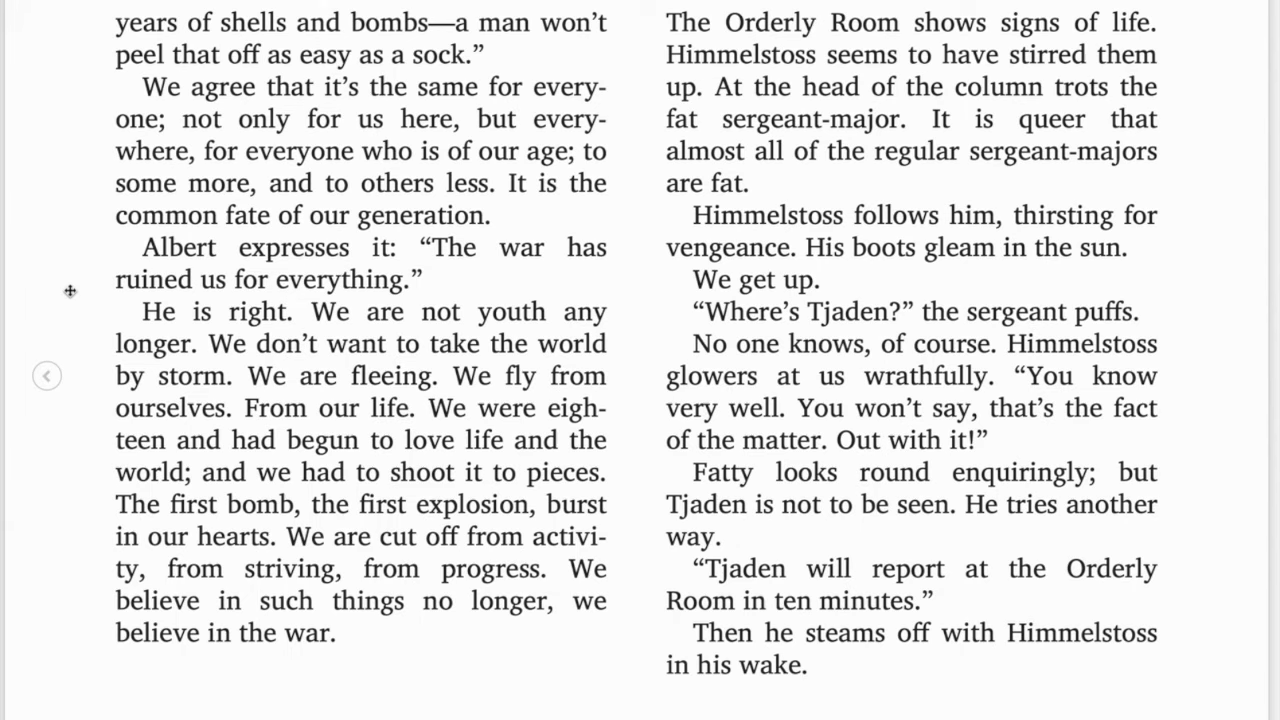 years of shells and bombs—a man won’t
peel that off as easy as a sock.”
We agree that it’s the same for every-
one; not only for us here, but every-
where, for everyone who is of our age; to
some more, and to others less. It is the
common fate of our generation.
Albert expresses it: “The war has
ruined us for everything.”
He is right. We are not youth any
longer. We don’t want to take the world
by storm. We are fleeing. We fly from
ourselves. From our life. We were eigh-
teen and had begun to love life and the
world; and we had to shoot it to pieces.
The first bomb, the first explosion, burst
in our hearts. We are cut off from activi-
ty, from striving, from progress. We
believe in such things no longer, we
believe in the war.
The Orderly Room shows signs of life.
Himmelstoss seems to have stirred them
up. At the head of the column trots the
fat sergeant-major. It is queer that
almost all of the regular sergeant-majors
are fat.
Himmelstoss follows him, thirsting for
vengeance. His boots gleam in the sun.
We get up.
“Where’s Tjaden?” the sergeant puffs.
No one knows, of course. Himmelstoss
glowers at us wrathfully. “You know
very well. You won’t say, that’s the fact
of the matter. Out with it!”
Fatty looks round enquiringly; but
Tjaden is not to be seen. He tries another
way.
“Tjaden will report at the Orderly
Room in ten minutes.”
Then he steams off with Himmelstoss
in his wake.